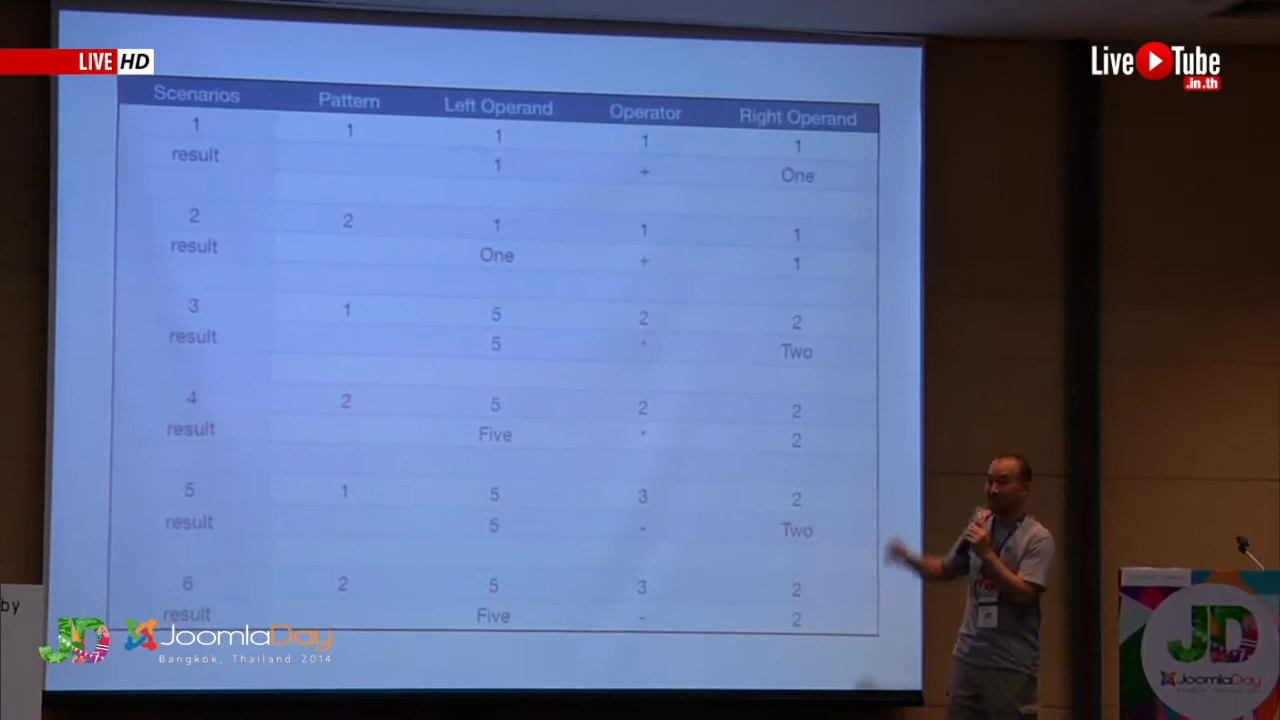 LIVE HD
Live Tube
.in.th
Scenarios Pattern Left Operand Operator Right Operand
1 1 1 1 1
result 1 + One
2 2 1 1 1
result One + 1
3 1 5 2 2
result 5 * Two
4 2 5 2 2
result Five * 2
5 1 5 3 2
result 5 - Two
6 2 5 3 2
result Five - 2
by
JD JoomlaDay
Bangkok, Thailand 2014
JD
JoomlaDay